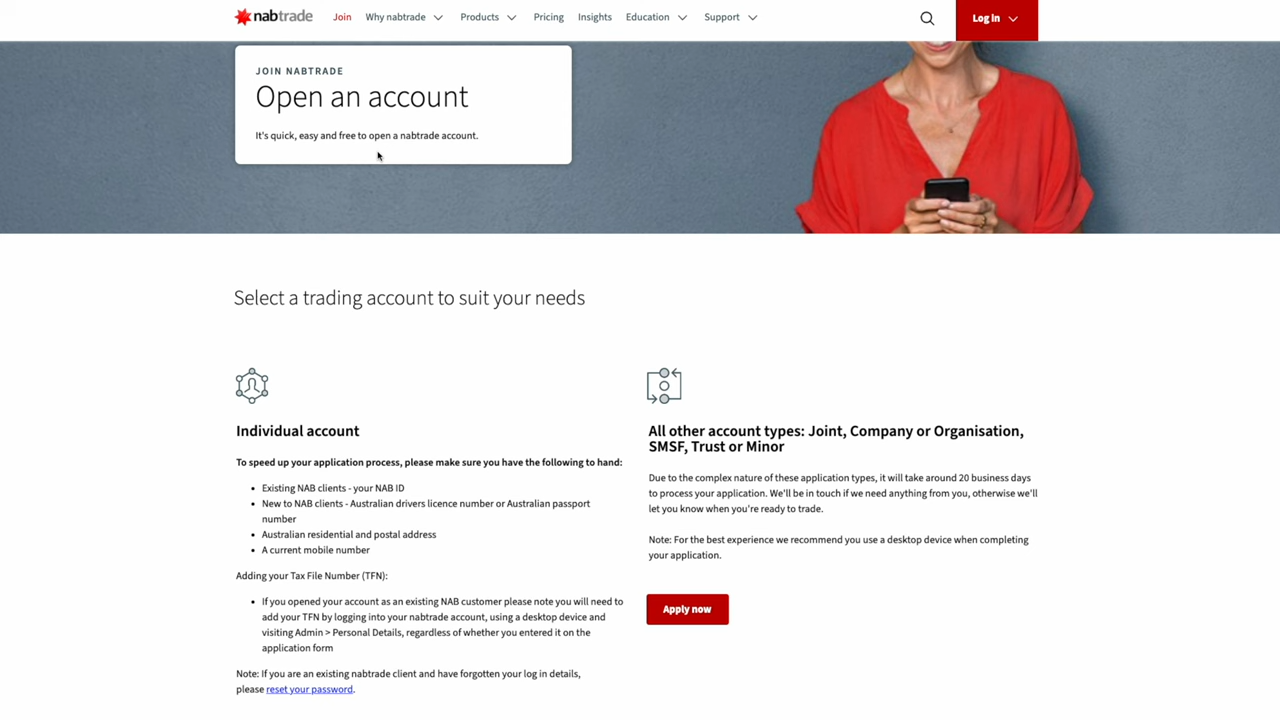 nabtrade
Join
Why nabtrade
Products
Pricing
Insights
Education
Support
Log in
JOIN NABTRADE
Open an account
It's quick, easy and free to open a nabtrade account.
Select a trading account to suit your needs
Individual account
To speed up your application process, please make sure you have the following to hand:
• Existing NAB clients - your NAB ID
• New to NAB clients - Australian drivers licence number or Australian passport
number
• Australian residential and postal address
• A current mobile number
Adding your Tax File Number (TFN):
• If you opened your account as an existing NAB customer please note you will need to
add your TFN by logging into your nabtrade account, using a desktop device and
visiting Admin > Personal Details, regardless of whether you entered it on the
application form
Note: If you are an existing nabtrade client and have forgotten your log in details,
please reset your password.
All other account types: Joint, Company or Organisation,
SMSF, Trust or Minor
Due to the complex nature of these application types, it will take around 20 business days
to process your application. We'll be in touch if we need anything from you, otherwise we'll
let you know when you're ready to trade.
Note: For the best experience we recommend you use a desktop device when completing
your application.
Apply now